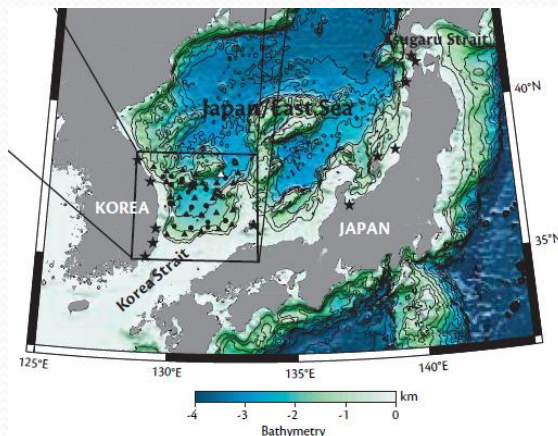 Tsugaru Strait
Japan/East Sea
40°N
KOREA
JAPAN
35°N
Korea Strait
125°E
130°E
135°E
140°E
km
-4
-3
-2
-1
0
Bathymetry